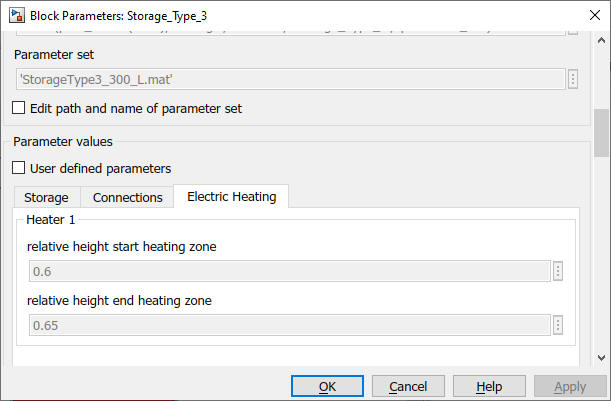 Block Parameters: Storage_Type_3
Parameter set
'StorageType3_300_L.mat'
Edit path and name of parameter set
Parameter values
User defined parameters
Storage Connections Electric Heating
Heater 1
relative height start heating zone
0.6
relative height end heating zone
0.65
OK Cancel Help Apply